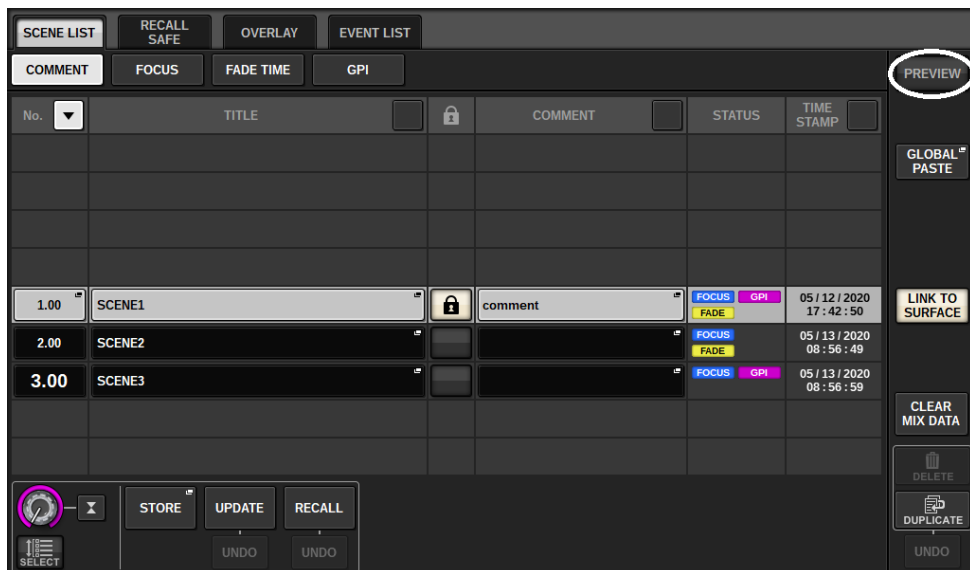 SCENE LIST
RECALL
SAFE
OVERLAY
EVENT LIST
COMMENT
FOCUS
FADE TIME
GPI
PREVIEW
No.
TITLE
COMMENT
STATUS
TIME
STAMP
GLOBAL
PASTE
1.00
SCENE1
comment
FOCUS
GPI
FADE
05/12/2020
17:42:50
LINK TO
SURFACE
2.00
SCENE2
FOCUS
FADE
05/13/2020
08:56:49
3.00
SCENE3
FOCUS
GPI
05/13/2020
08:56:59
CLEAR
MIX DATA
DELETE
STORE
UPDATE
RECALL
DUPLICATE
SELECT
UNDO
UNDO
UNDO